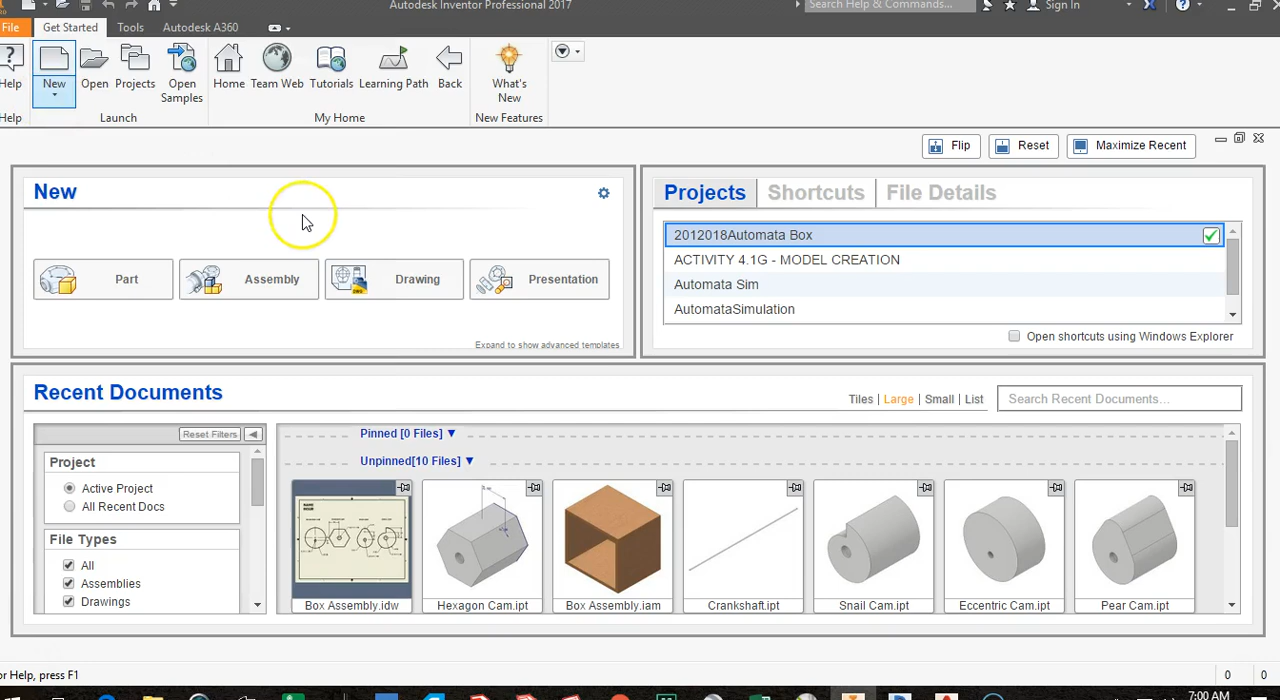 Autodesk Inventor Professional 2017
Search Help & Commands...
Sign In
File
Get Started
Tools
Autodesk A360
Help
New
Open
Projects
Open Samples
Home
Team Web
Tutorials
Learning Path
Back
What's New
Help
Launch
My Home
New Features
Flip
Reset
Maximize Recent
New
Part
Assembly
Drawing
Presentation
Expand to show advanced templates
Projects
Shortcuts
File Details
2012018Automata Box
ACTIVITY 4.1G - MODEL CREATION
Automata Sim
AutomataSimulation
Open shortcuts using Windows Explorer
Recent Documents
Tiles | Large | Small | List
Search Recent Documents...
Reset Filters
Project
Active Project
All Recent Docs
File Types
All
Assemblies
Drawings
Pinned [0 Files]
Unpinned[10 Files]
Box Assembly.idw
Hexagon Cam.ipt
Box Assembly.iam
Crankshaft.ipt
Snail Cam.ipt
Eccentric Cam.ipt
Pear Cam.ipt
or Help, press F1
0
0
7:00 AM